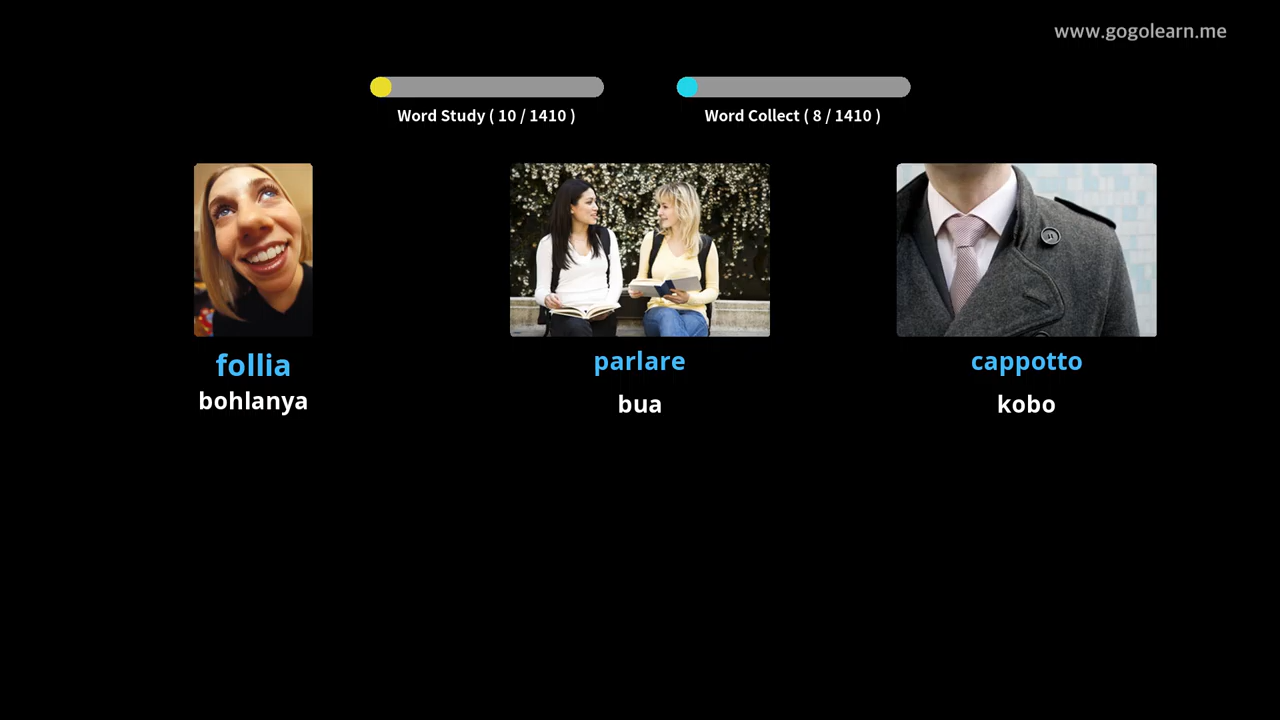 www.gogolearn.me
Word Study ( 10 / 1410 )
Word Collect ( 8 / 1410 )
follia
bohlanya
parlare
bua
cappotto
kobo